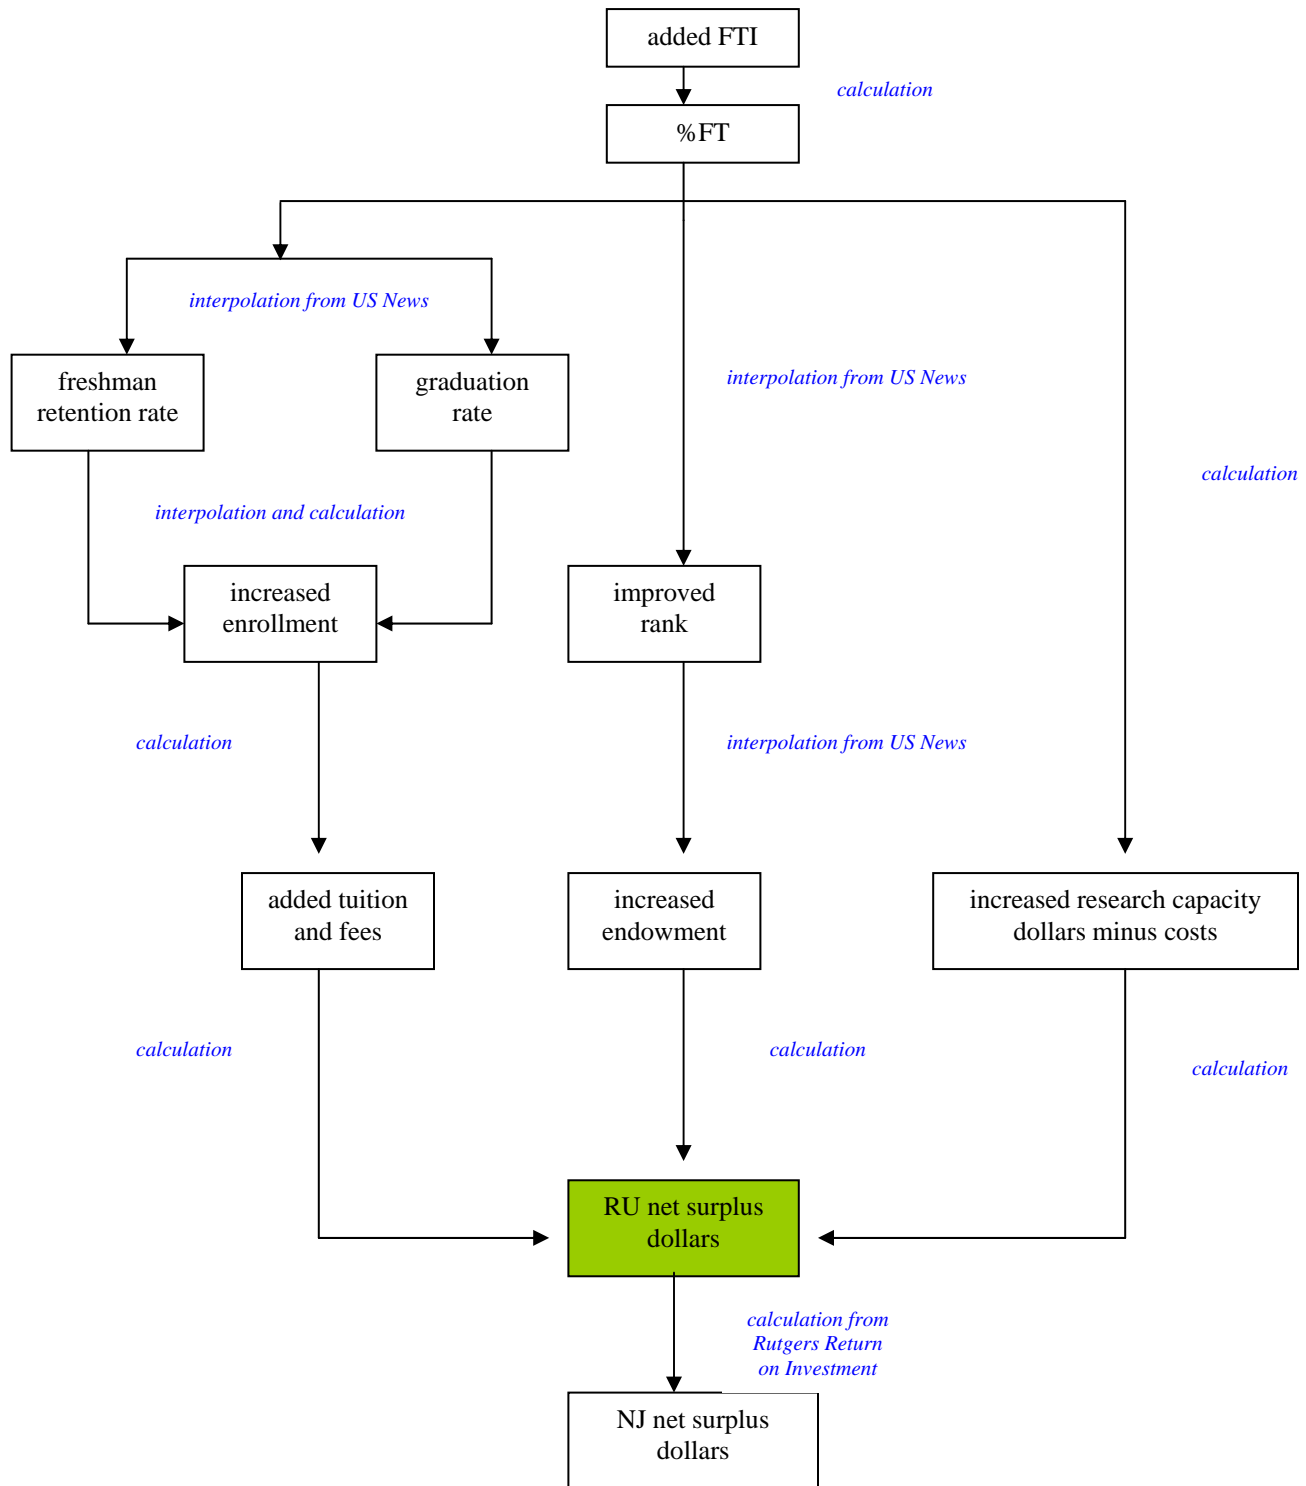 added FTI
calculation
%FT
interpolation from US News
freshman
retention rate
graduation
rate
interpolation from US News
calculation
interpolation and calculation
increased
enrollment
improved
rank
calculation
interpolation from US News
added tuition
and fees
increased
endowment
increased research capacity
dollars minus costs
calculation
calculation
calculation
RU net surplus
dollars
calculation from
Rutgers Return
on Investment
NJ net surplus
dollars